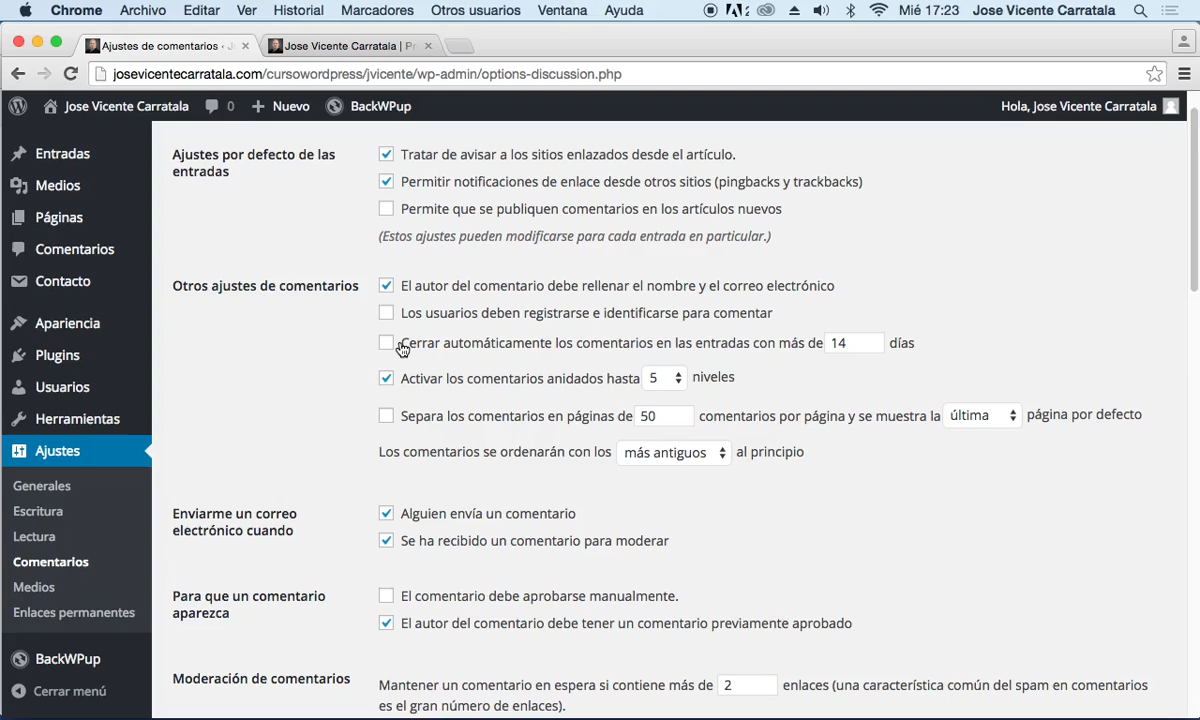 Chrome Archivo Editar Ver Historial Marcadores Otros usuarios Ventana Ayuda Mié 17:23 Jose Vicente Carratala
Ajustes de comentarios ‹ Jose Vicente Carratala | Pr
josevicentecarratala.com/cursowordpress/jvicente/wp-admin/options-discussion.php
Jose Vicente Carratala 0 Nuevo BackWPup Hola, Jose Vicente Carratala
Entradas
Medios
Páginas
Comentarios
Contacto
Apariencia
Plugins
Usuarios
Herramientas
Ajustes
Generales
Escritura
Lectura
Comentarios
Medios
Enlaces permanentes
BackWPup
Cerrar menú
Ajustes por defecto de las
entradas
Tratar de avisar a los sitios enlazados desde el artículo.
Permitir notificaciones de enlace desde otros sitios (pingbacks y trackbacks)
Permite que se publiquen comentarios en los artículos nuevos
(Estos ajustes pueden modificarse para cada entrada en particular.)
Otros ajustes de comentarios
El autor del comentario debe rellenar el nombre y el correo electrónico
Los usuarios deben registrarse e identificarse para comentar
Cerrar automáticamente los comentarios en las entradas con más de 14 días
Activar los comentarios anidados hasta 5 niveles
Separa los comentarios en páginas de 50 comentarios por página y se muestra la última página por defecto
Los comentarios se ordenarán con los más antiguos al principio
Enviarme un correo
electrónico cuando
Alguien envía un comentario
Se ha recibido un comentario para moderar
Para que un comentario
aparezca
El comentario debe aprobarse manualmente.
El autor del comentario debe tener un comentario previamente aprobado
Moderación de comentarios
Mantener un comentario en espera si contiene más de 2 enlaces (una característica común del spam en comentarios
es el gran número de enlaces).